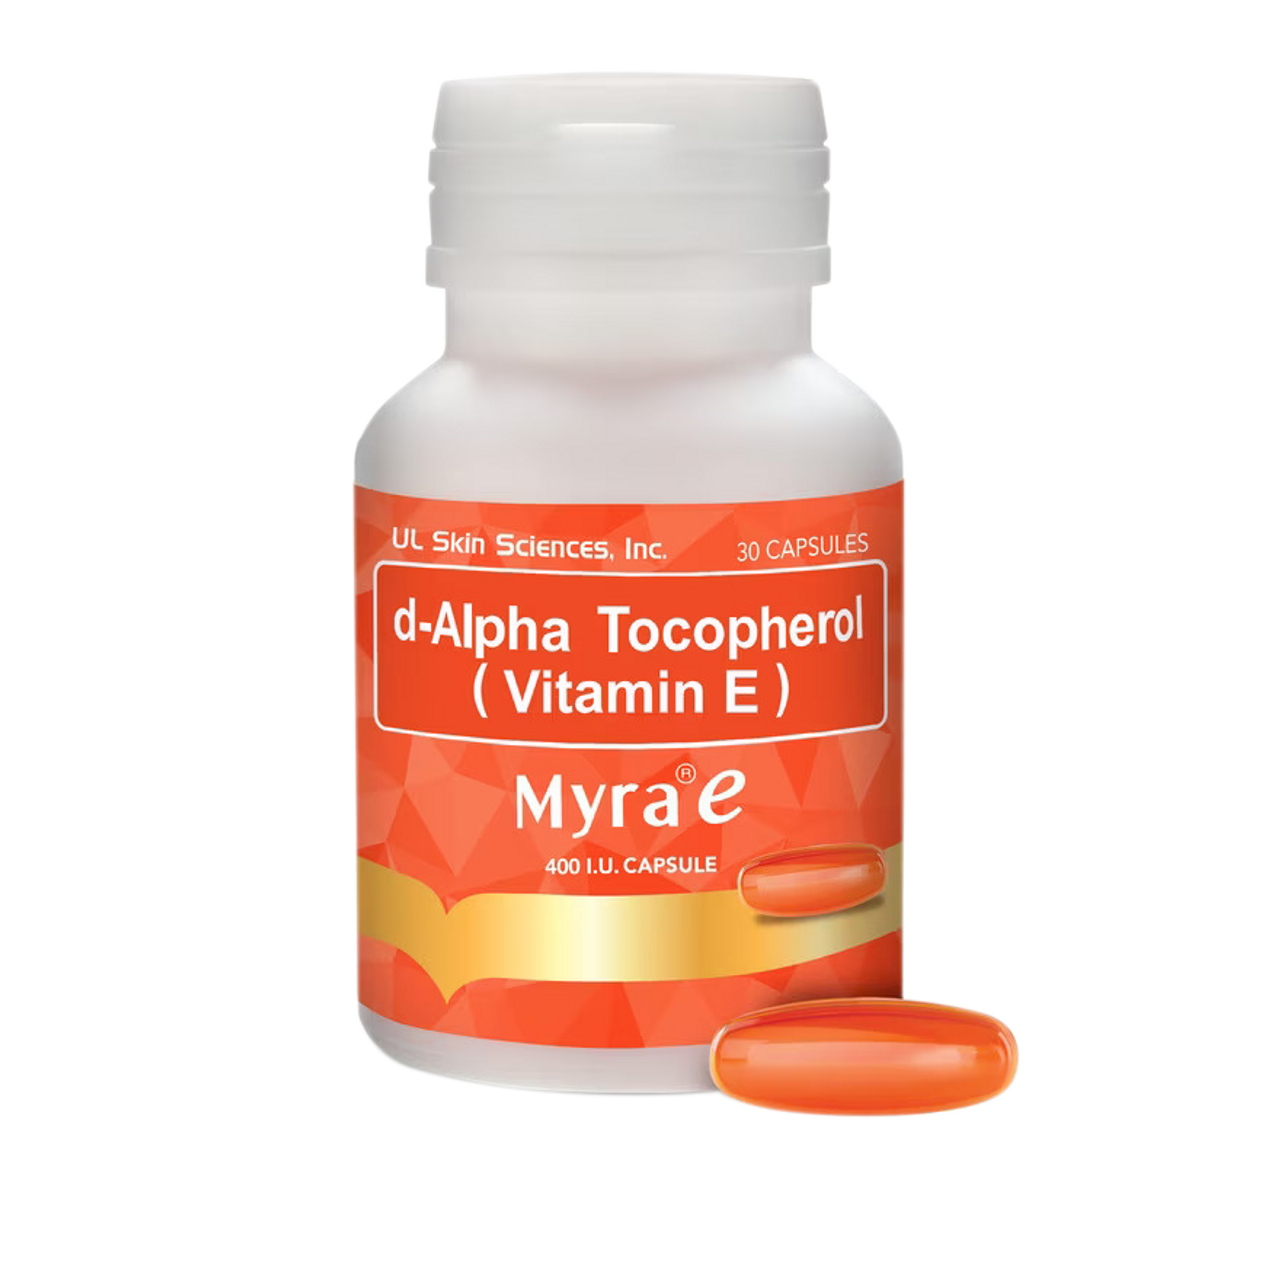 UL Skin Sciences, Inc. 30 CAPSULES
d-Alpha Tocopherol
( Vitamin E )
Myra® e
400 I.U. CAPSULE